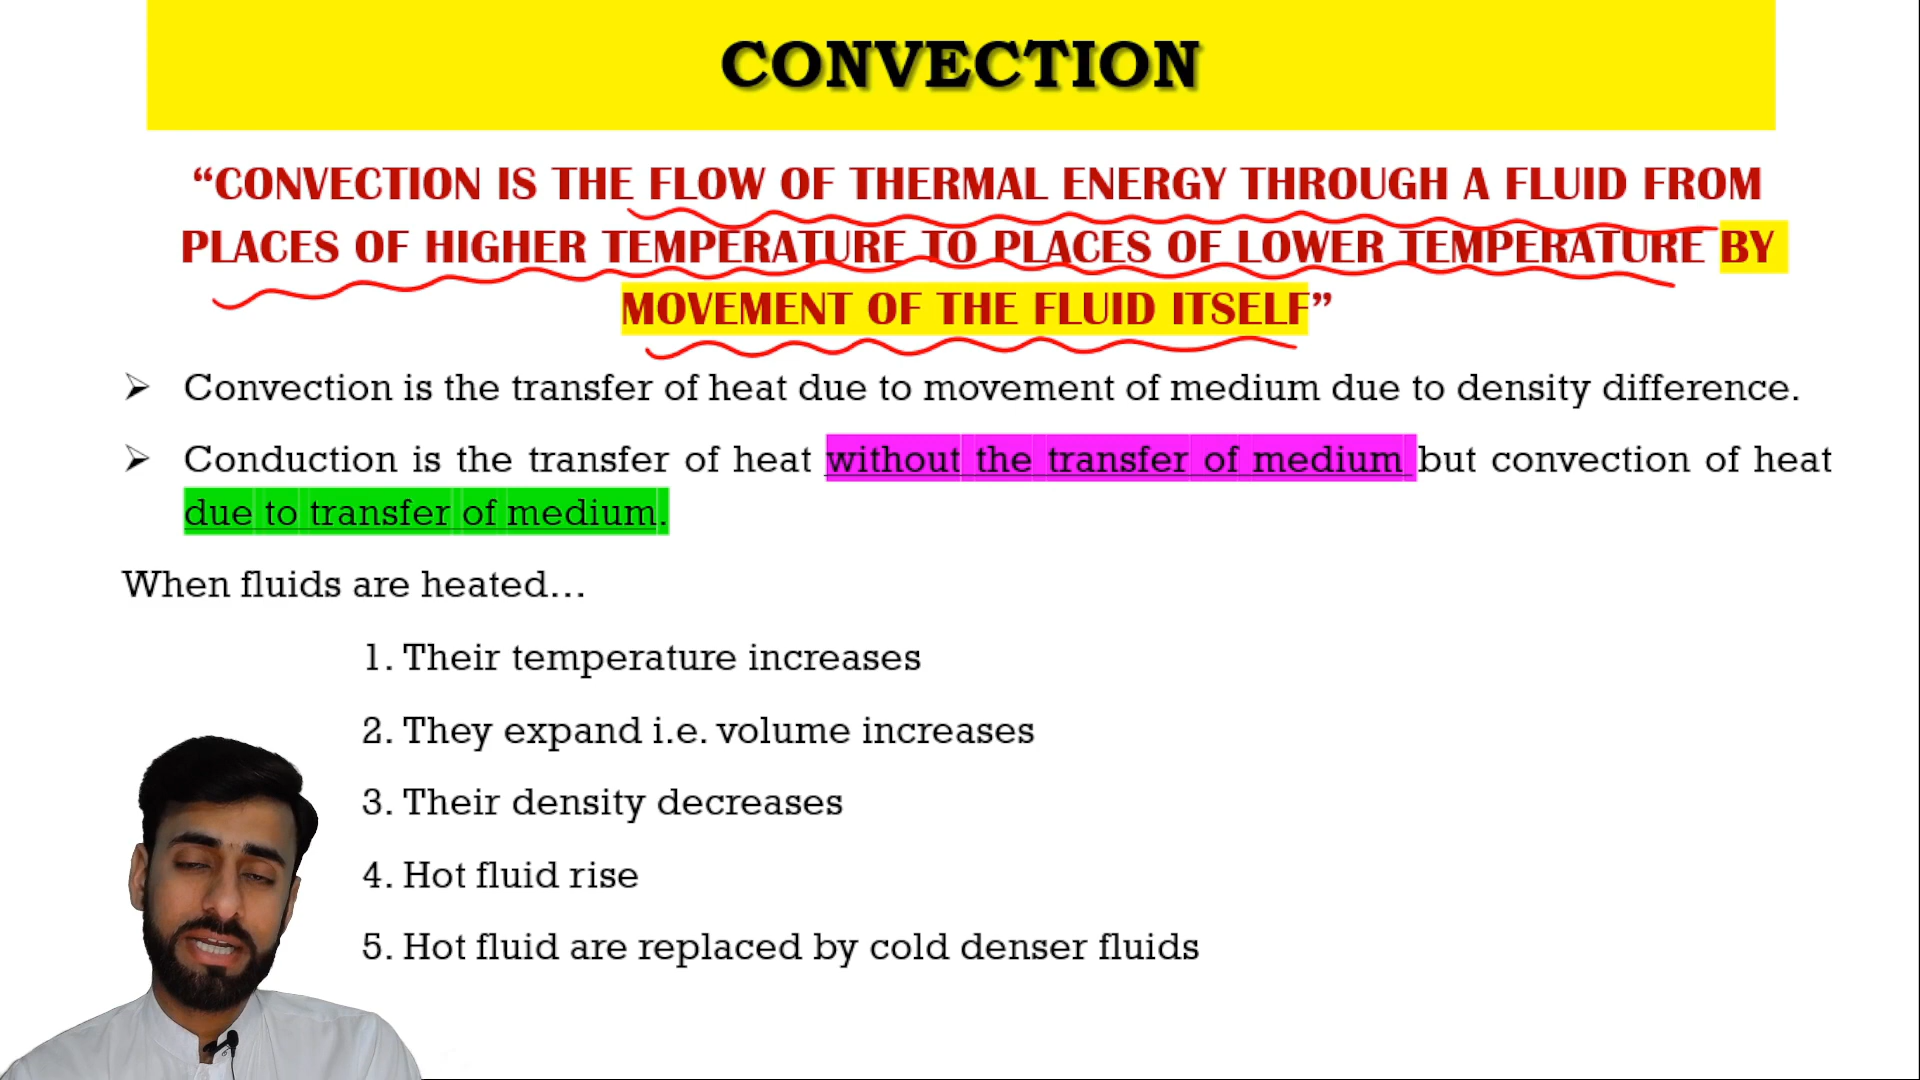 CONVECTION
“CONVECTION IS THE FLOW OF THERMAL ENERGY THROUGH A FLUID FROM
PLACES OF HIGHER TEMPERATURE TO PLACES OF LOWER TEMPERATURE BY
MOVEMENT OF THE FLUID ITSELF”
➢ Convection is the transfer of heat due to movement of medium due to density difference.
➢ Conduction is the transfer of heat without the transfer of medium but convection of heat
due to transfer of medium.
When fluids are heated…
1. Their temperature increases
2. They expand i.e. volume increases
3. Their density decreases
4. Hot fluid rise
5. Hot fluid are replaced by cold denser fluids